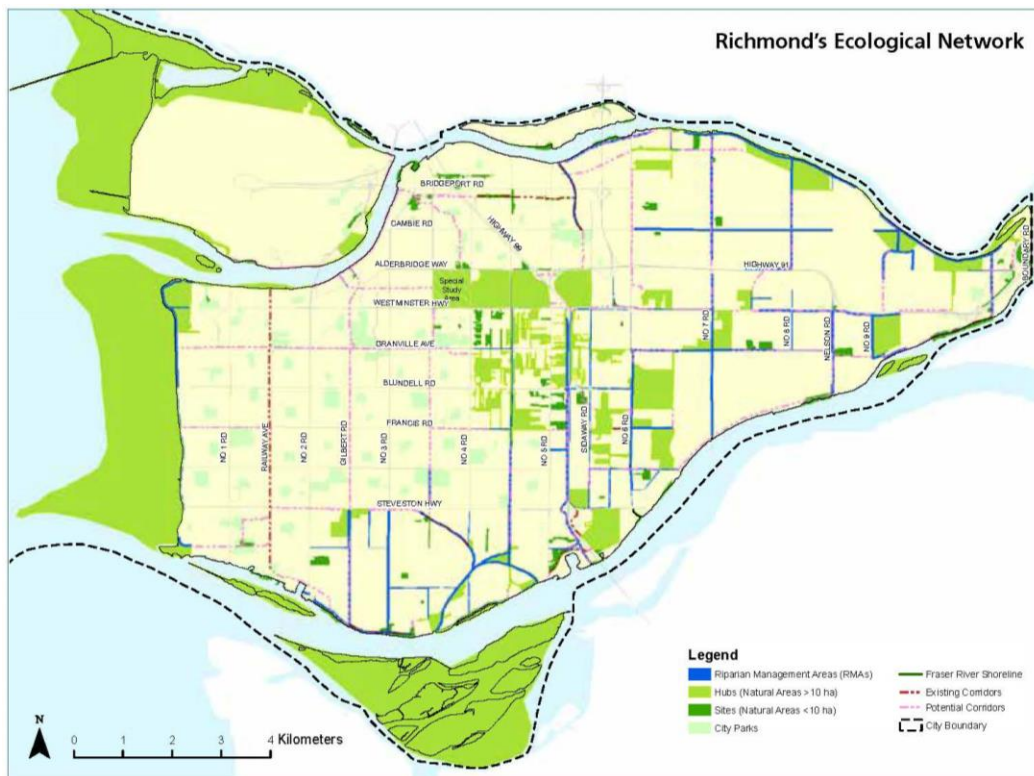 Richmond's Ecological Network
BRIDGEPORT RD
CAMBIE RD
HIGHWAY 99
ALDERBRIDGE WAY
HIGHWAY 91
BOUNDARY RD
Special
Study
Area
WESTMINSTER HWY
NO 7 RD
NO 8 RD
NELSON RD
NO 9 RD
GRANVILLE AVE
BLUNDELL RD
FRANCIS RD
NO 1 RD
RAILWAY AVE
NO 2 RD
GILBERT RD
NO 3 RD
NO 4 RD
NO 5 RD
SIDAWAY RD
NO 6 RD
STEVESTON HWY
Legend
Riparian Management Areas (RMAs)
Hubs (Natural Areas > 10 ha)
Sites (Natural Areas <10 ha)
City Parks
Fraser River Shoreline
Existing Corridors
Potential Corridors
City Boundary
N
0 1 2 3 4 Kilometers